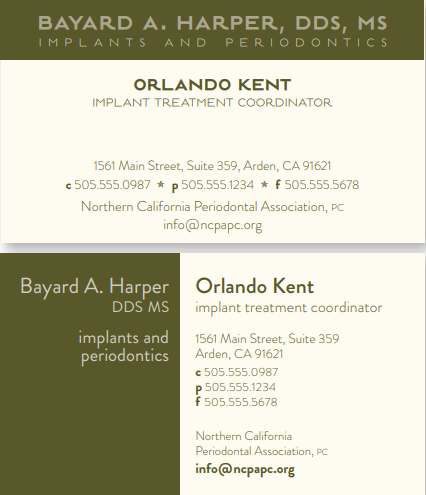 BAYARD A. HARPER, DDS, MS
IMPLANTS AND PERIODONTICS
ORLANDO KENT
IMPLANT TREATMENT COORDINATOR
1561 Main Street, Suite 359, Arden, CA 91621
c 505.555.0987 ★ p 505.555.1234 ★ f 505.555.5678
Northern California Periodontal Association, PC
info@ncpapc.org
Bayard A. Harper
DDS MS
implants and
periodontics
Orlando Kent
implant treatment coordinator
1561 Main Street, Suite 359
Arden, CA 91621
c 505.555.0987
p 505.555.1234
f 505.555.5678
Northern California
Periodontal Association, PC
info@ncpapc.org